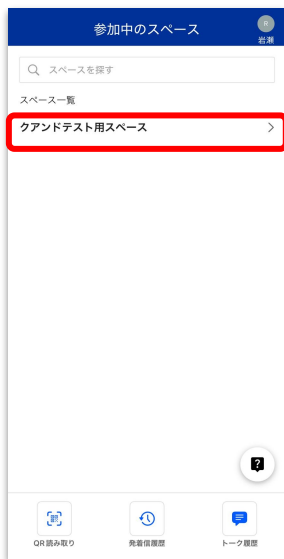 参加中のスペース
R
岩瀬
スペースを探す
スペース一覧
クアンドテスト用スペース
?
QR読み取り
発着信履歴
トーク履歴